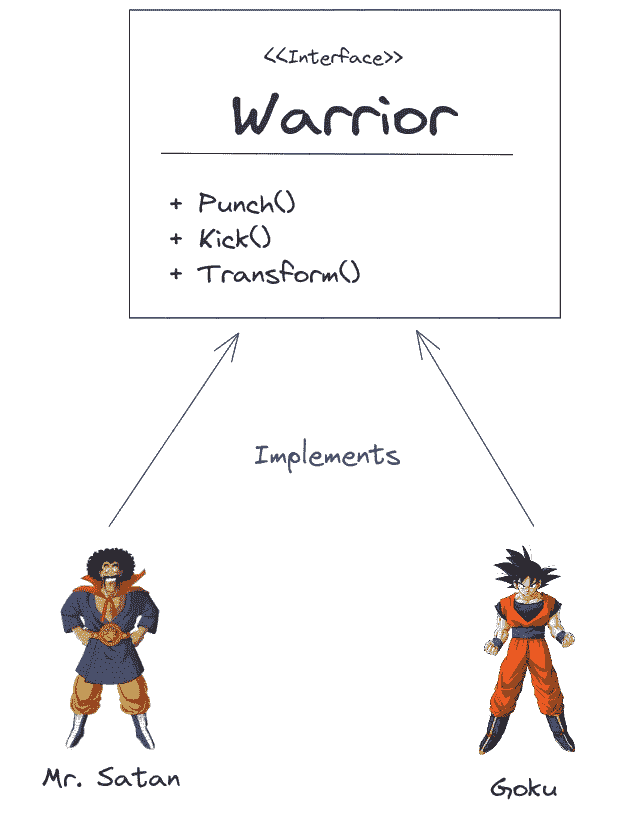 <<Interface>>
Warrior
+ Punch()
+ Kick()
+ Transform()
Implements
Mr. Satan
Goku